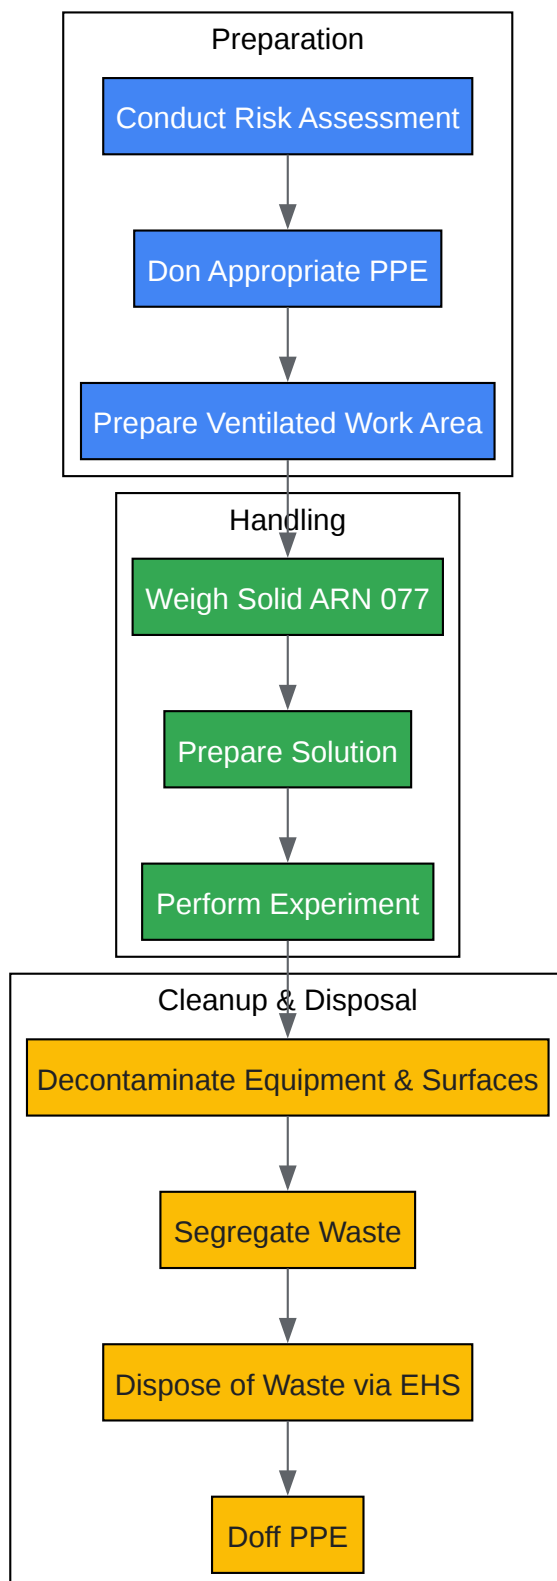 Preparation
Conduct Risk Assessment
Don Appropriate PPE
Prepare Ventilated Work Area
Handling
Weigh Solid ARN 077
Prepare Solution
Perform Experiment
Cleanup & Disposal
Decontaminate Equipment & Surfaces
Segregate Waste
Dispose of Waste via EHS
Doff PPE